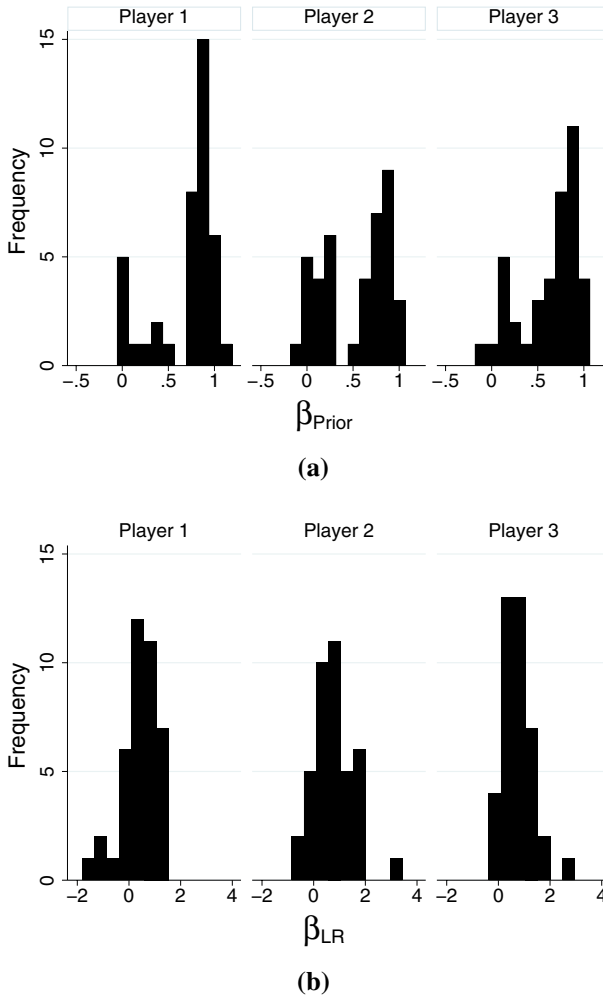 Player 1 Player 2 Player 3
15
10
5
0
Frequency
−.5 0 .5 1 −.5 0 .5 1 −.5 0 .5 1
βPrior
(a)
Player 1 Player 2 Player 3
15
10
5
0
Frequency
−2 0 2 4 −2 0 2 4 −2 0 2 4
βLR
(b)